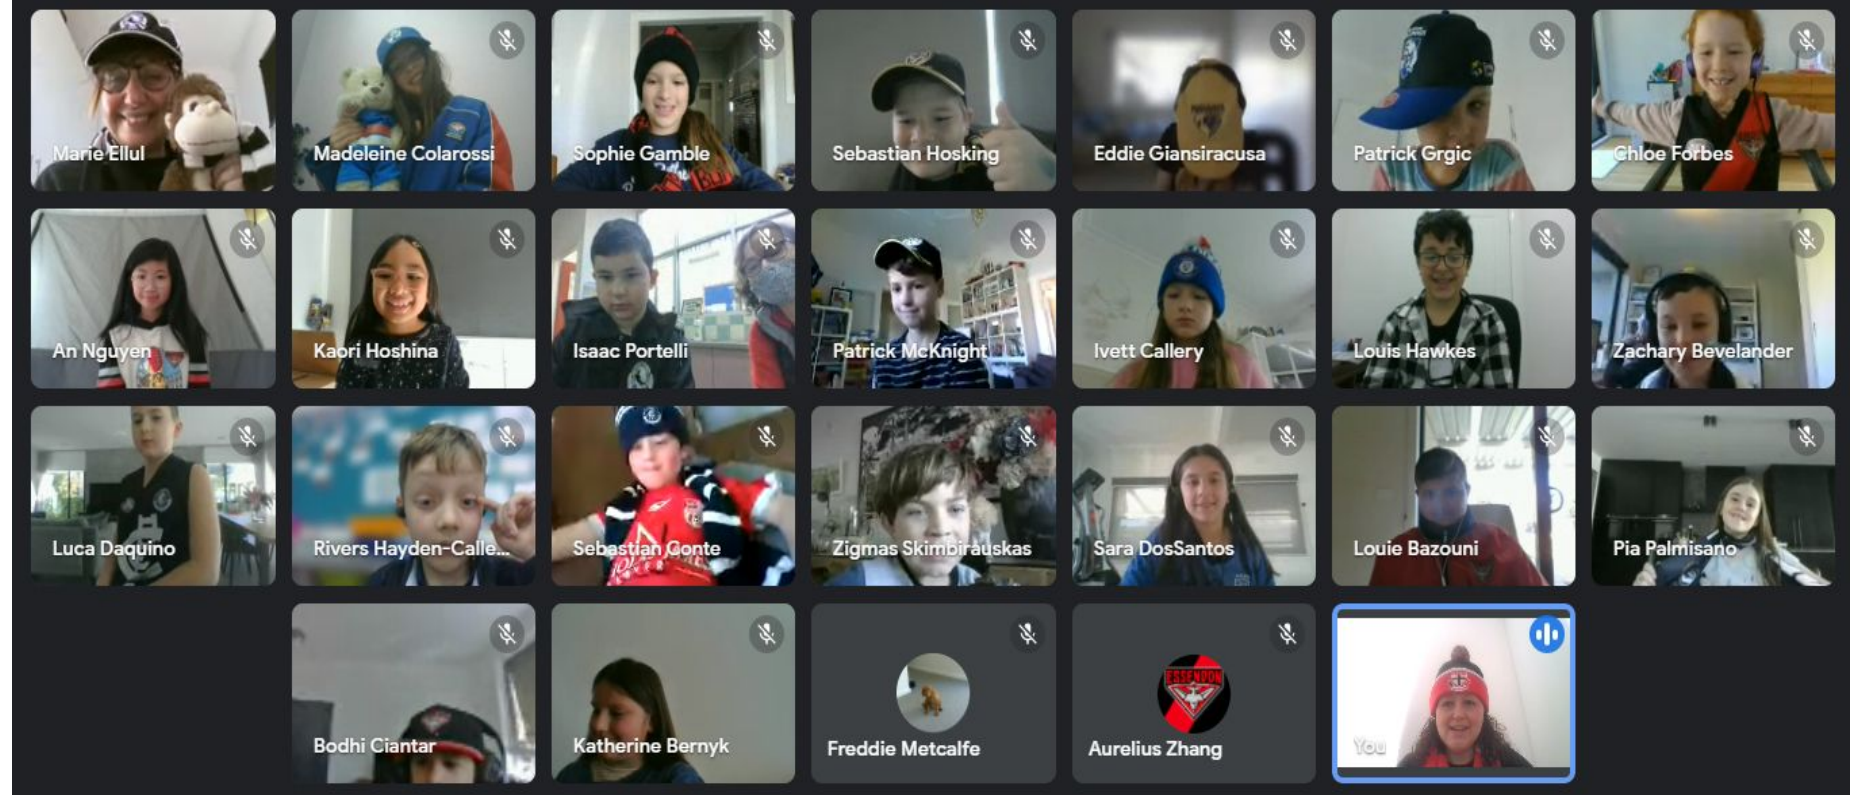 Marie Ellul
Madeleine Colarossi
Sophie Gamble
Sebastian Hosking
Eddie Giansiracusa
Patrick Grgic
Chloe Forbes
An Nguyen
Kaori Hoshina
Isaac Portelli
Patrick McKnight
Ivett Callery
Louis Hawkes
Zachary Bevelander
Luca Daquino
Rivers Hayden-Calle...
Sebastian Conte
Zigmas Skimbirauskas
Sara DosSantos
Louie Bazouni
Pia Palmisano
Bodhi Ciantar
Katherine Bernyk
Freddie Metcalfe
ESSENDON
Aurelius Zhang
You